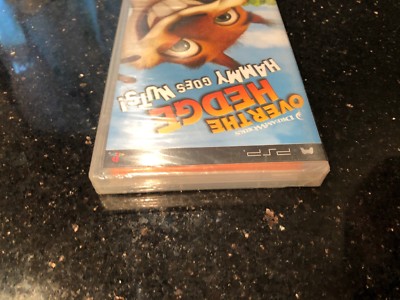 PSP
DREAMWORKS
OVER THE
HEDGE
HAMMY GOES NUTS!